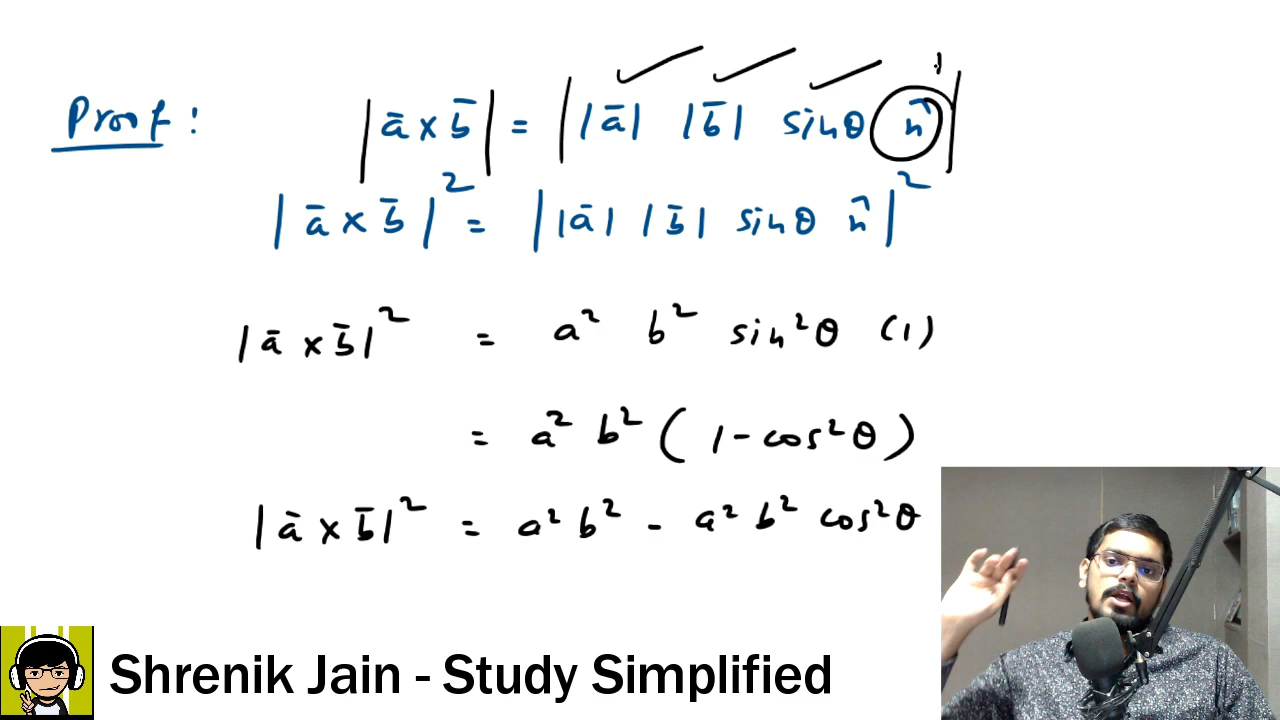 Proof : |ā × b̄| = ||ā| |b̄| sinθ n̂| 1
|ā × b̄|² = ||ā| |b̄| sinθ n̂|²
|ā × b̄|² = a² b² sin²θ (1)
= a² b² (1 - cos²θ)
|ā × b̄|² = a² b² - a² b² cos²θ
Shrenik Jain - Study Simplified